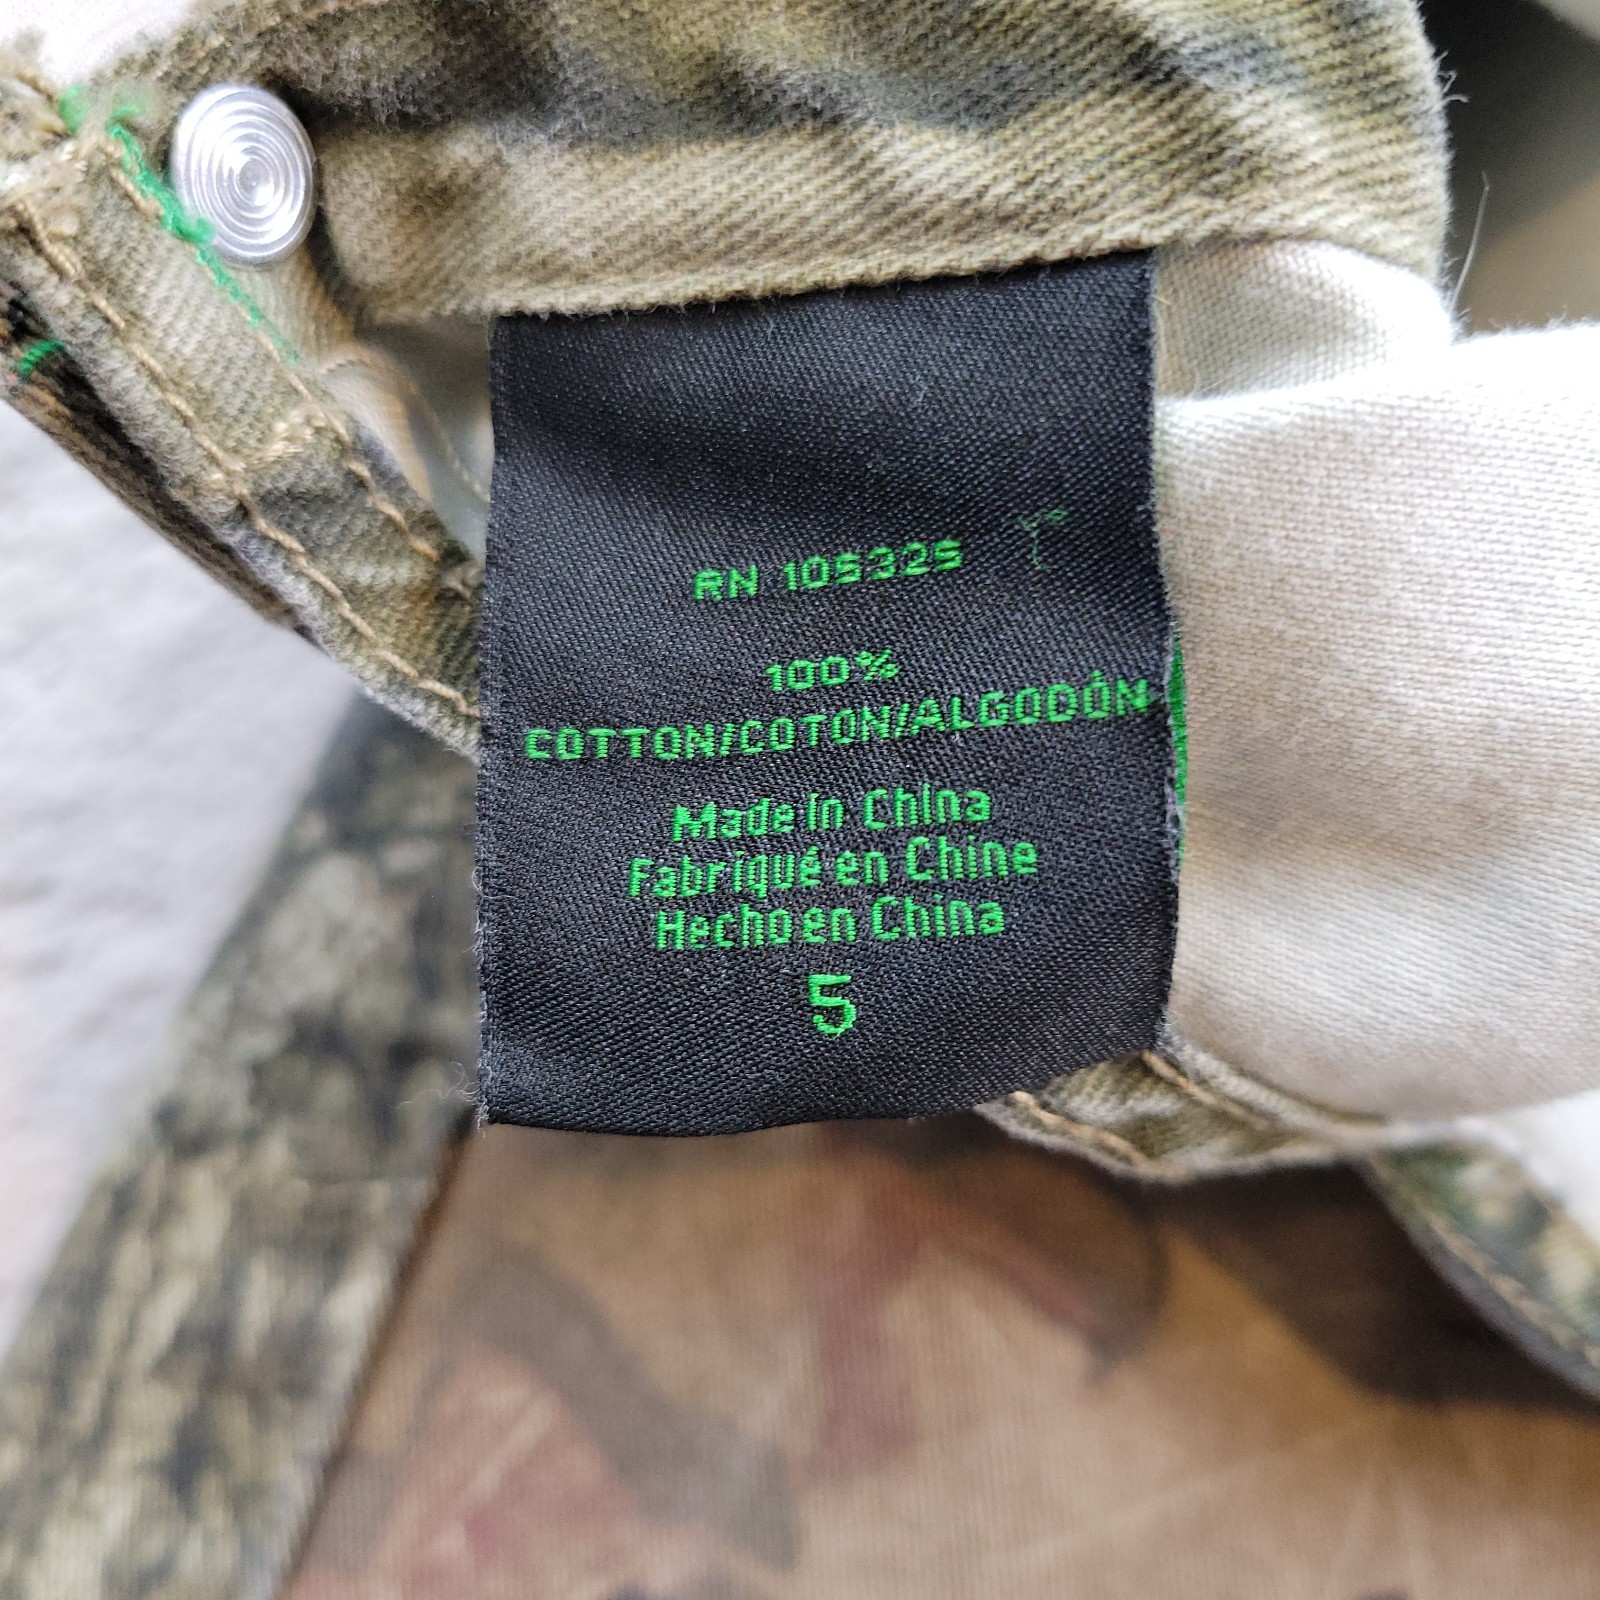 RN 105325
100%
COTTON/COTON/ALGODÓN
Made in China
Fabriqué en Chine
Hecho en China
5